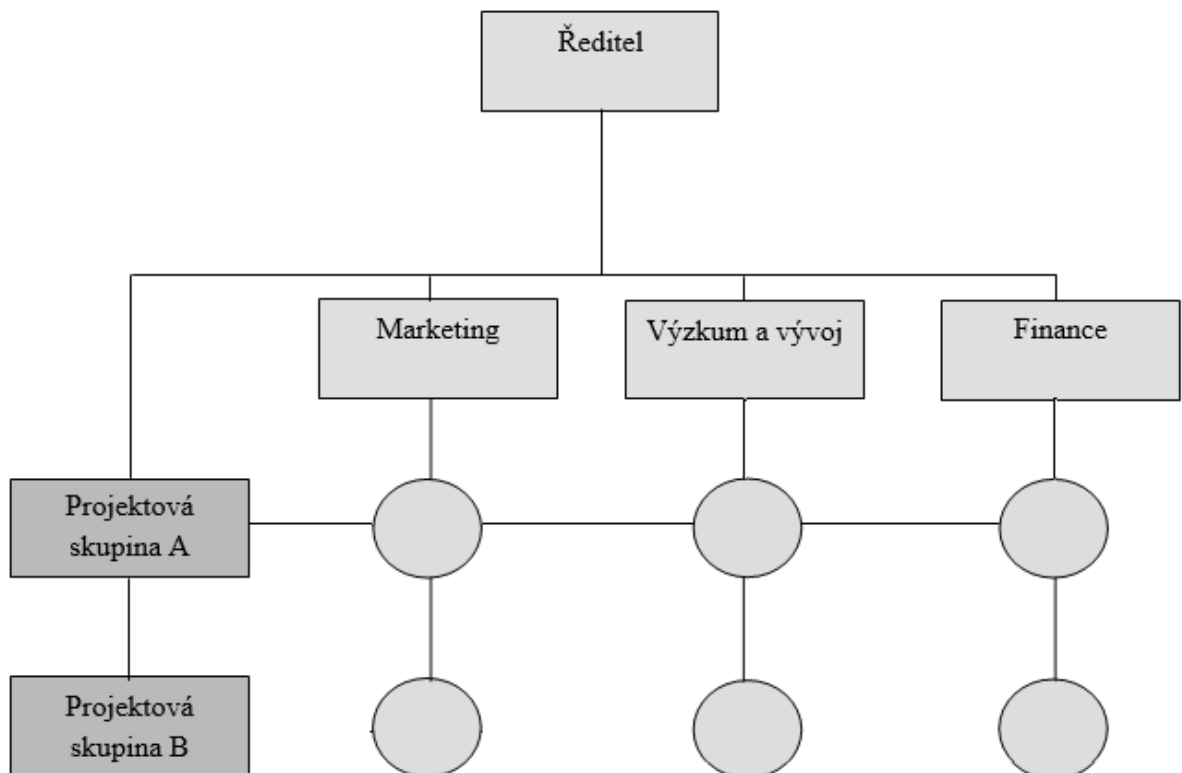 Ředitel
Marketing
Výzkum a vývoj
Finance
Projektová
skupina A
Projektová
skupina B